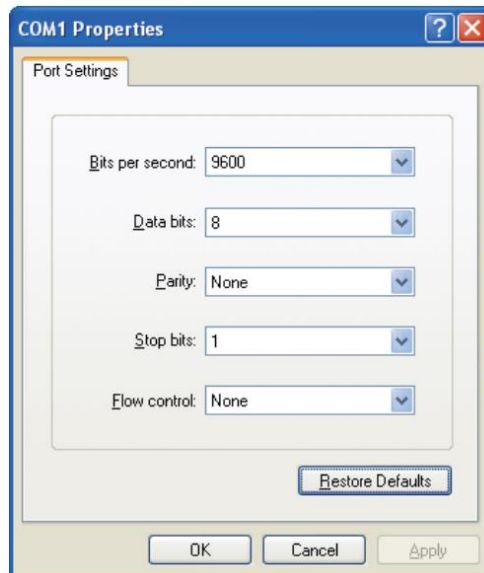 COM1 Properties
Port Settings
Bits per second: 9600
Data bits: 8
Parity: None
Stop bits: 1
Flow control: None
Restore Defaults
OK Cancel Apply